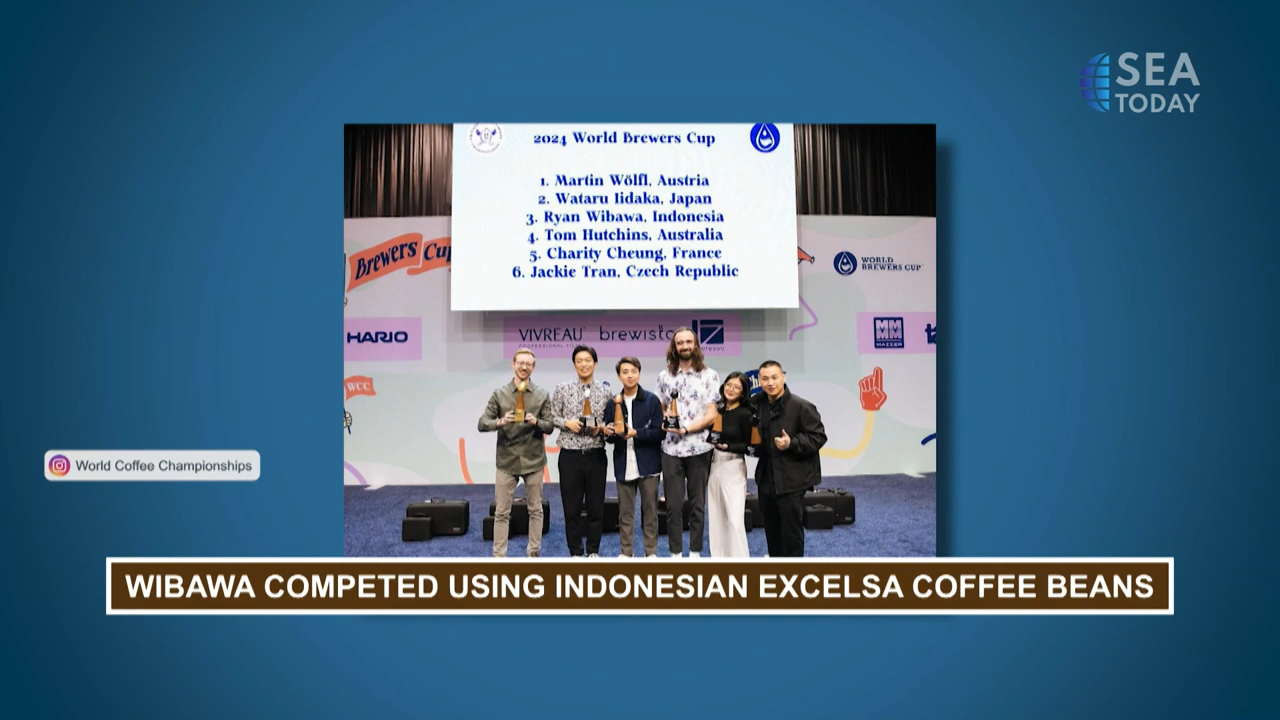 SEA
TODAY
2024 World Brewers Cup
1. Martin Wölfl, Austria
2. Wataru Iidaka, Japan
3. Ryan Wibawa, Indonesia
4. Tom Hutchins, Australia
5. Charity Cheung, France
6. Jackie Tran, Czech Republic
Brewers Cup
WORLD
BREWERS CUP
HARIO
VIVREAU
brewista
WCC
World Coffee Championships
WIBAWA COMPETED USING INDONESIAN EXCELSA COFFEE BEANS